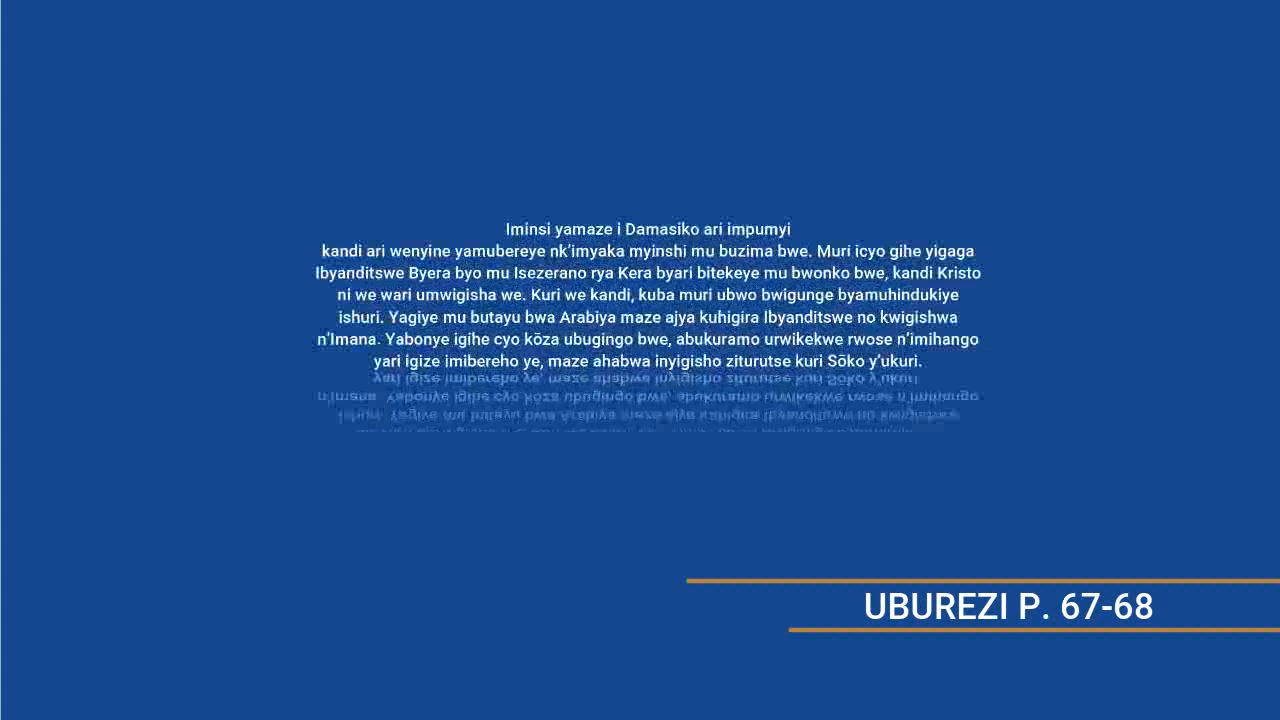 Iminsi yamaze i Damasiko ari impumyi
kandi ari wenyine yamubereye nk'imyaka myinshi mu buzima bwe. Muri icyo gihe yigaga
Ibyanditswe Byera byo mu Isezerano rya Kera byari bitekeye mu bwonko bwe, kandi Kristo
ni we wari umwigisha we. Kuri we kandi, kuba muri ubwo bwigunge byamuhindukiye
ishuri. Yagiye mu butayu bwa Arabiya maze ajya kuhigira Ibyanditswe no kwigishwa
n'Imana. Yabonye igihe cyo kōza ubugingo bwe, abukuramo urwikekwe rwose n'imihango
yari igize imibereho ye, maze ahabwa inyigisho ziturutse kuri Sōko y'ukuri.
UBUREZI P. 67-68